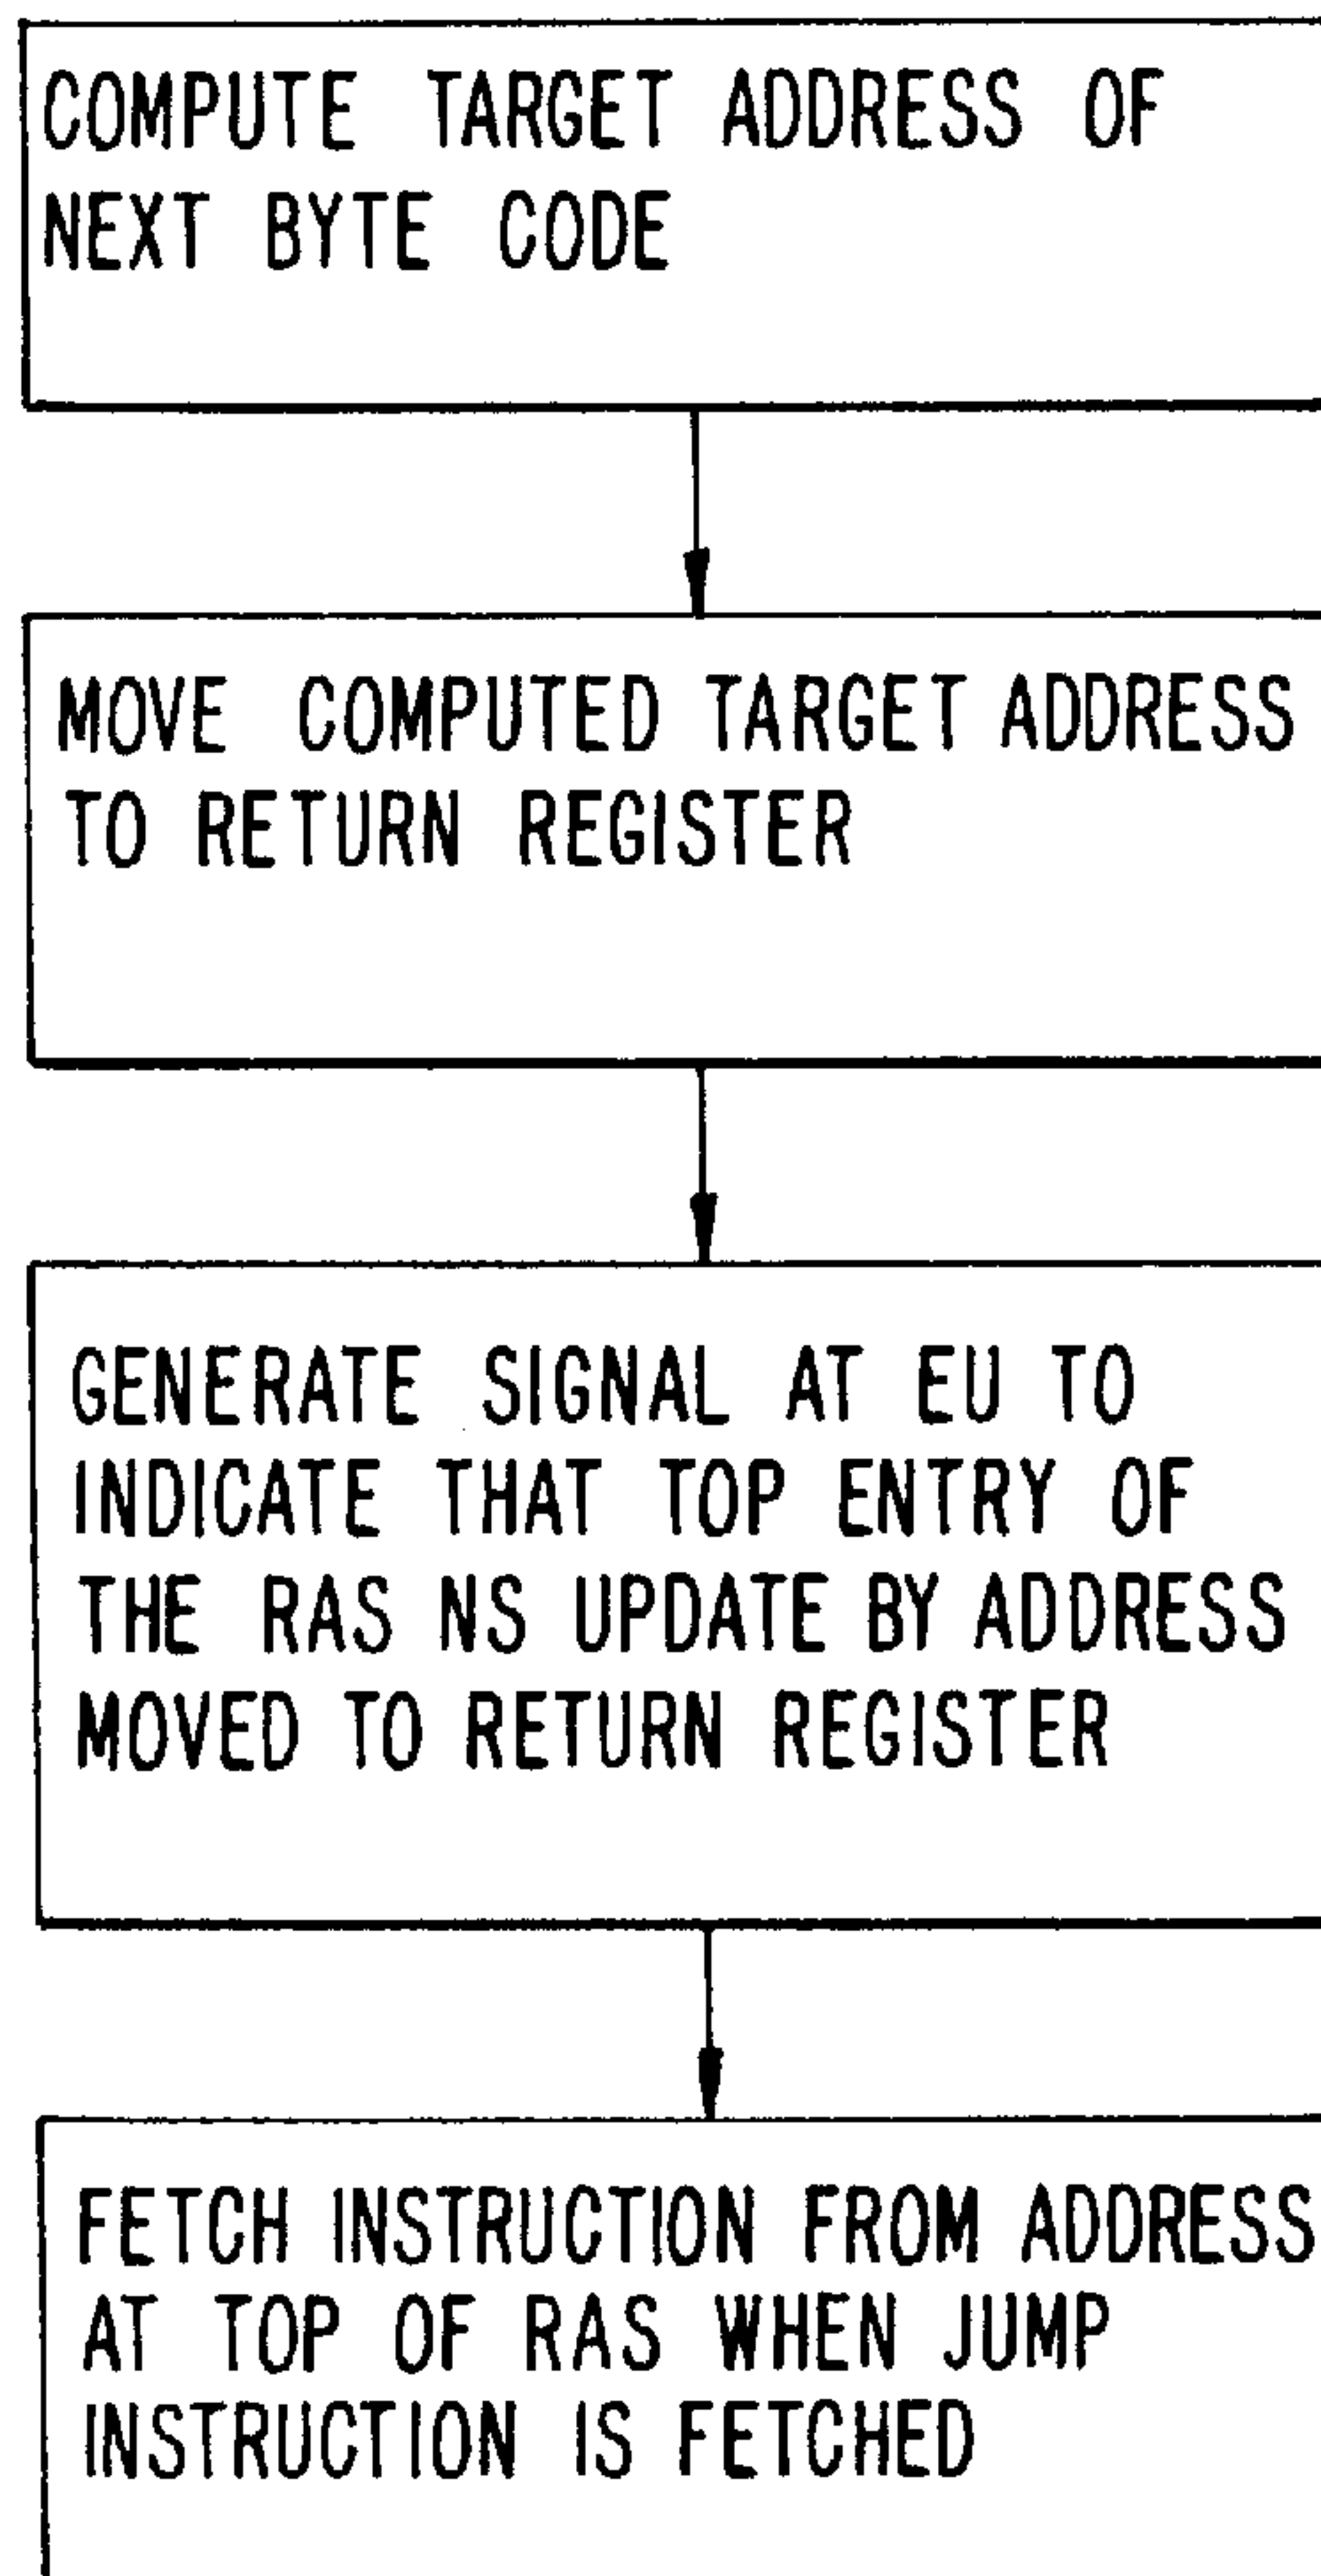 COMPUTE TARGET ADDRESS OF
NEXT BYTE CODE
MOVE COMPUTED TARGET ADDRESS
TO RETURN REGISTER
GENERATE SIGNAL AT EU TO
INDICATE THAT TOP ENTRY OF
THE RAS NS UPDATE BY ADDRESS
MOVED TO RETURN REGISTER
FETCH INSTRUCTION FROM ADDRESS
AT TOP OF RAS WHEN JUMP
INSTRUCTION IS FETCHED